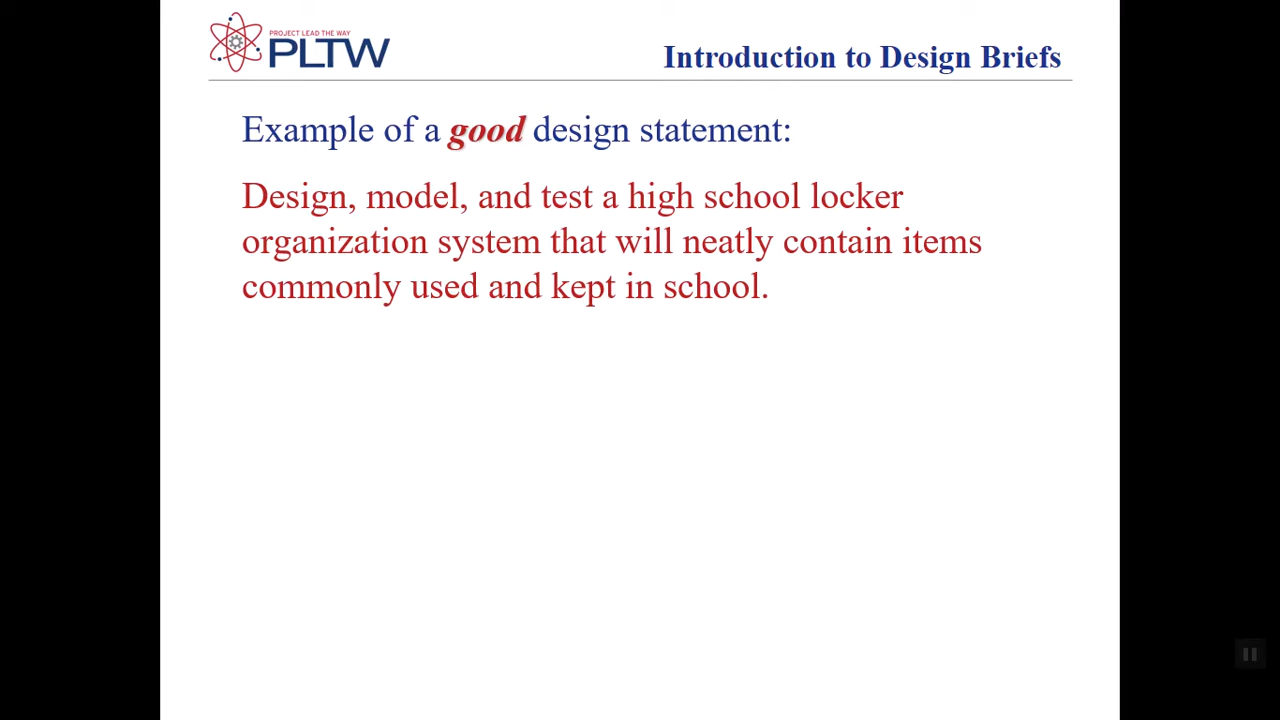 PROJECT LEAD THE WAY
PLTW
Introduction to Design Briefs
Example of a good design statement:
Design, model, and test a high school locker
organization system that will neatly contain items
commonly used and kept in school.